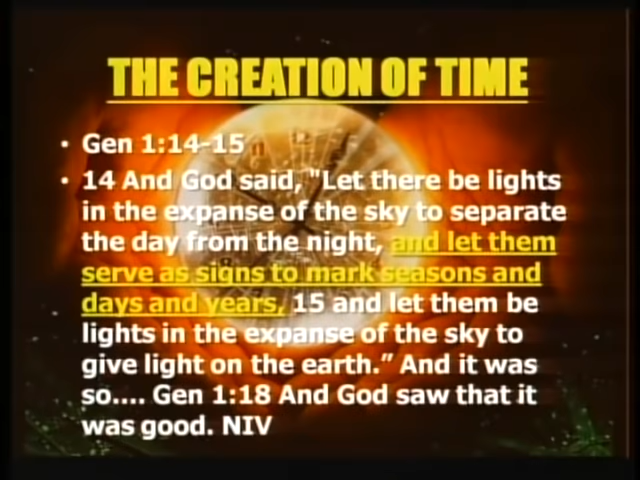 THE CREATION OF TIME
• Gen 1:14-15
• 14 And God said, "Let there be lights
in the expanse of the sky to separate
the day from the night, and let them
serve as signs to mark seasons and
days and years, 15 and let them be
lights in the expanse of the sky to
give light on the earth.” And it was
so.... Gen 1:18 And God saw that it
was good. NIV